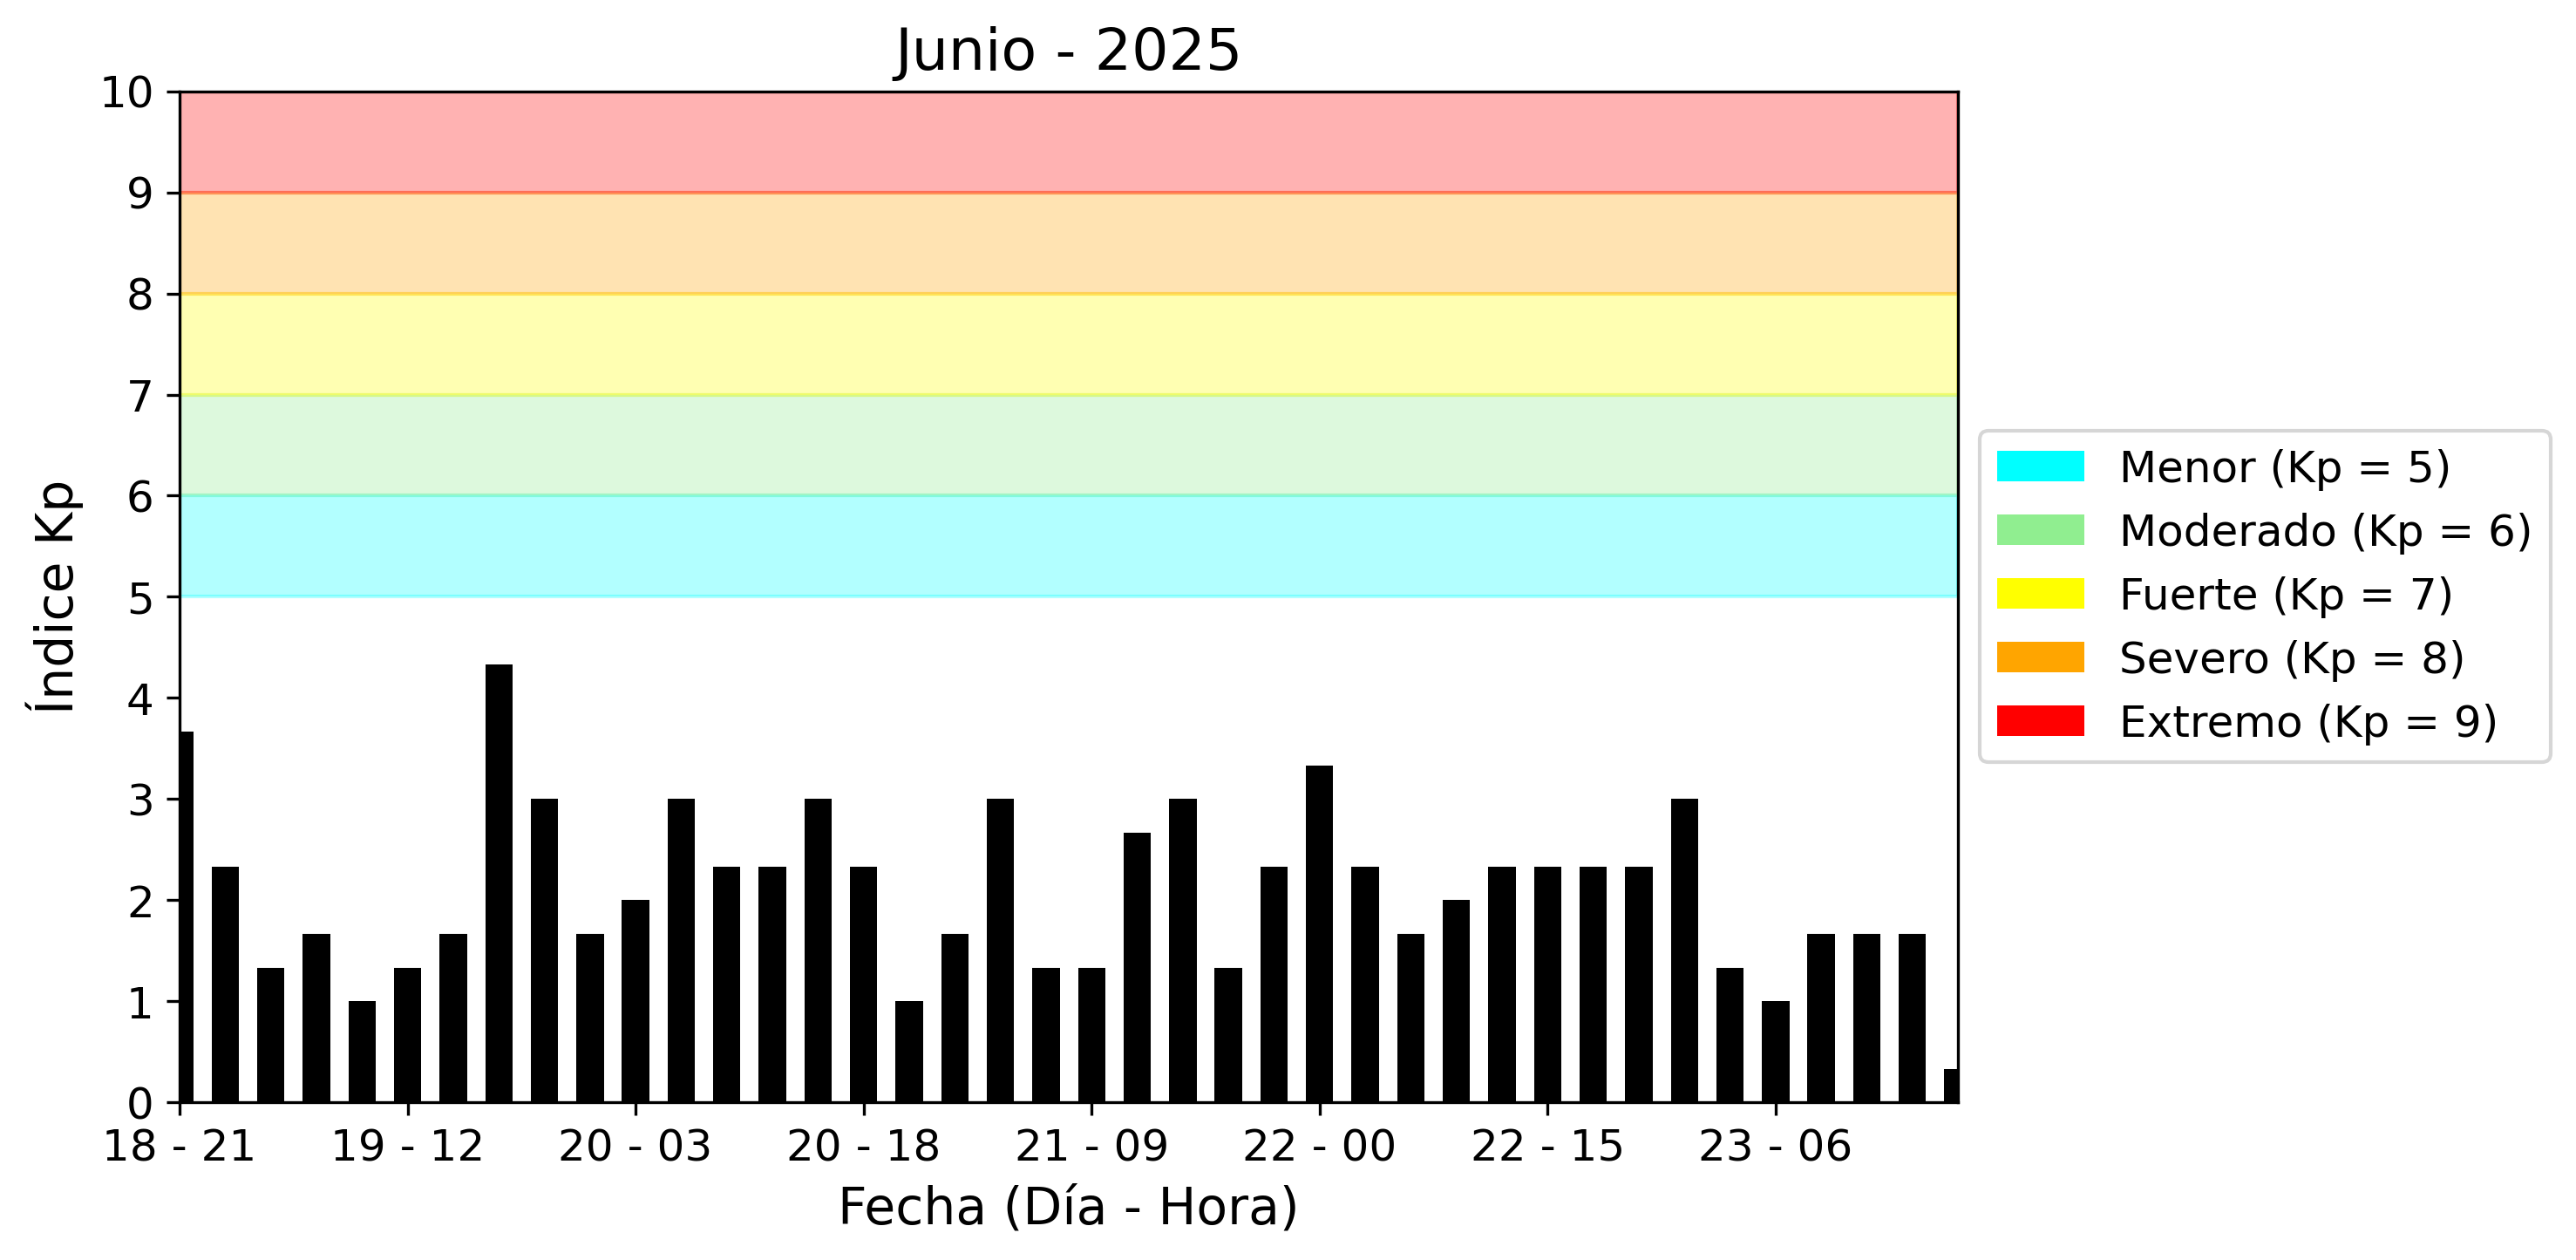 Junio - 2025
10
9
8
7
6
5
4
3
2
1
0
Índice Kp
18 - 21
19 - 12
20 - 03
20 - 18
21 - 09
22 - 00
22 - 15
23 - 06
Fecha (Día - Hora)
Menor (Kp = 5)
Moderado (Kp = 6)
Fuerte (Kp = 7)
Severo (Kp = 8)
Extremo (Kp = 9)